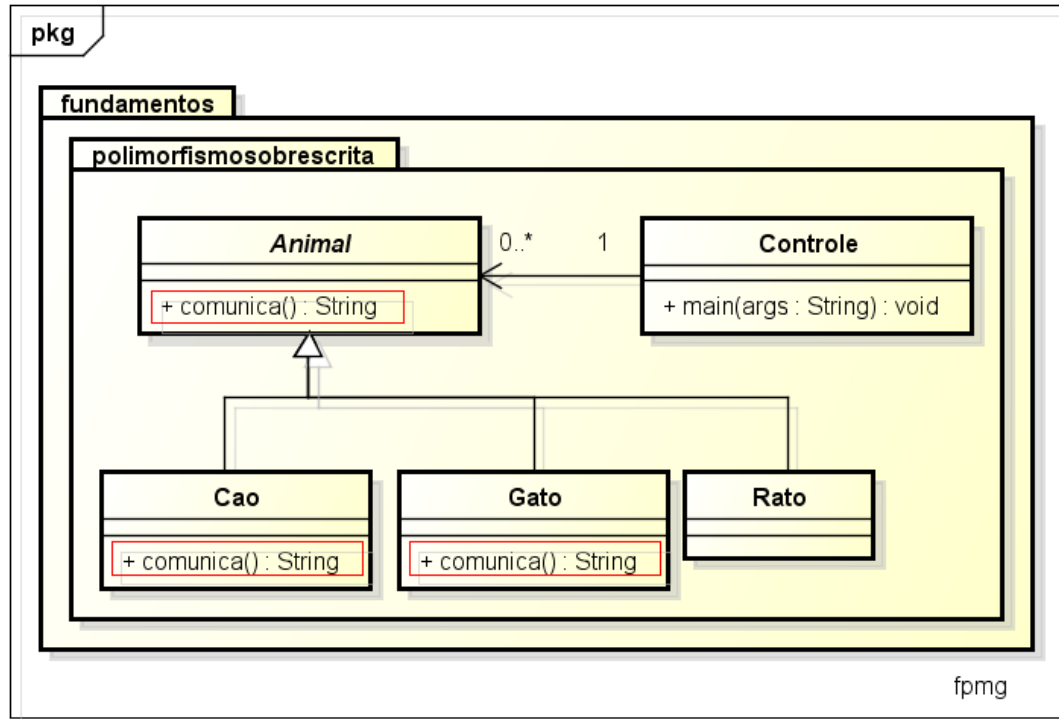 pkg
fundamentos
polimorfismosobrescrita
Animal
+ comunica() : String
0..*
1
Controle
+ main(args : String) : void
Cao
+ comunica() : String
Gato
+ comunica() : String
Rato
fpmg